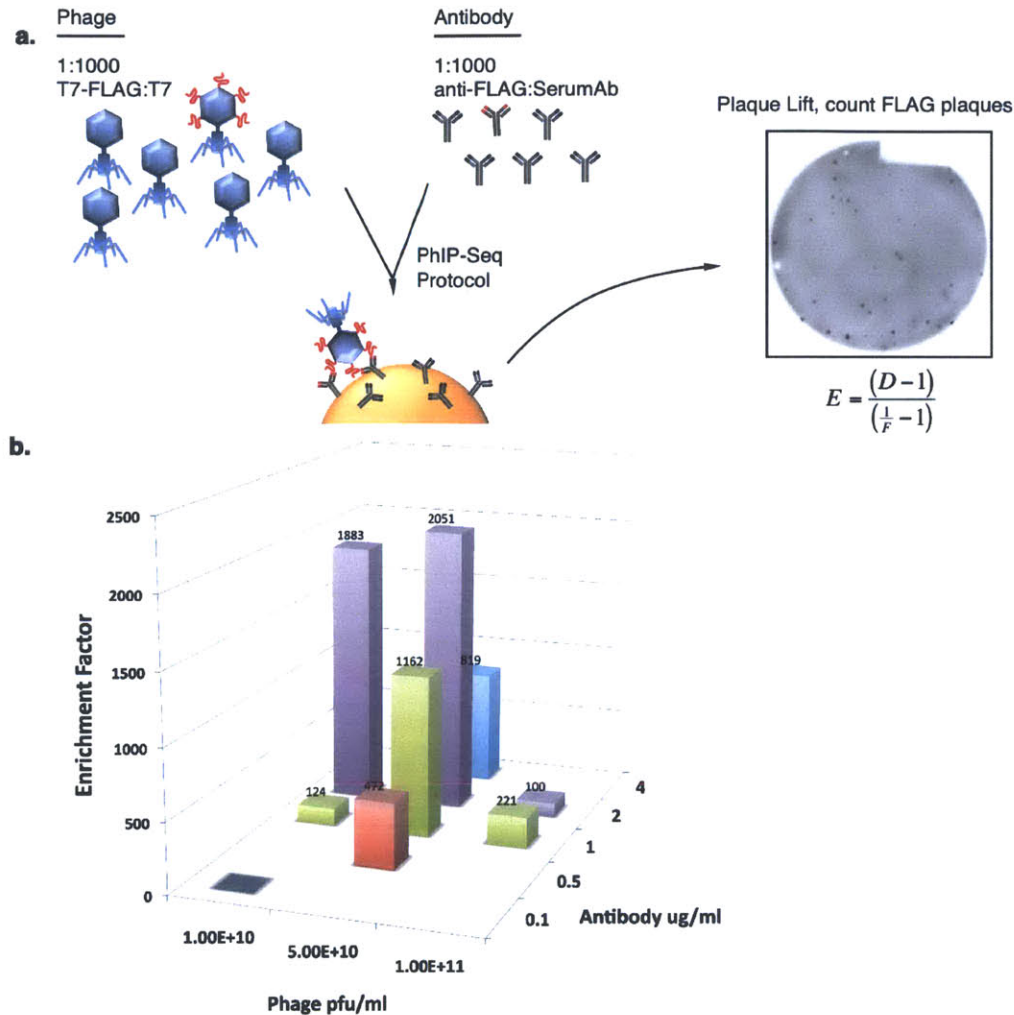 a.
Phage
1:1000
T7-FLAG:T7
Antibody
1:1000
anti-FLAG:SerumAb
PhIP-Seq
Protocol
Plaque Lift, count FLAG plaques
E = (D − 1) / (1/F − 1)
b.
Enrichment Factor
2500
2000
1500
1000
500
0
1883
2051
1162
819
124
472
221
100
4
2
1
0.5
0.1
Antibody ug/ml
1.00E+10
5.00E+10
1.00E+11
Phage pfu/ml